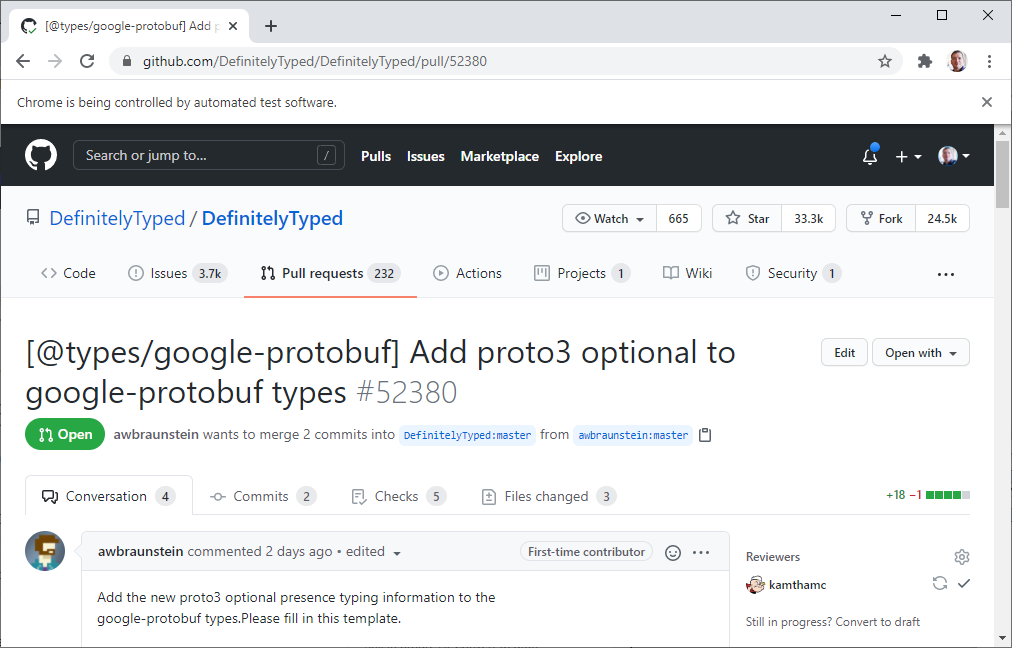 [@types/google-protobuf] Add p
github.com/DefinitelyTyped/DefinitelyTyped/pull/52380
Chrome is being controlled by automated test software.
Search or jump to... /
Pulls Issues Marketplace Explore
DefinitelyTyped / DefinitelyTyped
Watch 665 Star 33.3k Fork 24.5k
Code Issues 3.7k Pull requests 232 Actions Projects 1 Wiki Security 1 ...
[@types/google-protobuf] Add proto3 optional to
google-protobuf types #52380
Edit Open with
Open awbraunstein wants to merge 2 commits into DefinitelyTyped:master from awbraunstein:master
Conversation 4 Commits 2 Checks 5 Files changed 3
+18 −1
awbraunstein commented 2 days ago • edited
First-time contributor ...
Add the new proto3 optional presence typing information to the
google-protobuf types.Please fill in this template.
Reviewers
kamthamc
Still in progress? Convert to draft